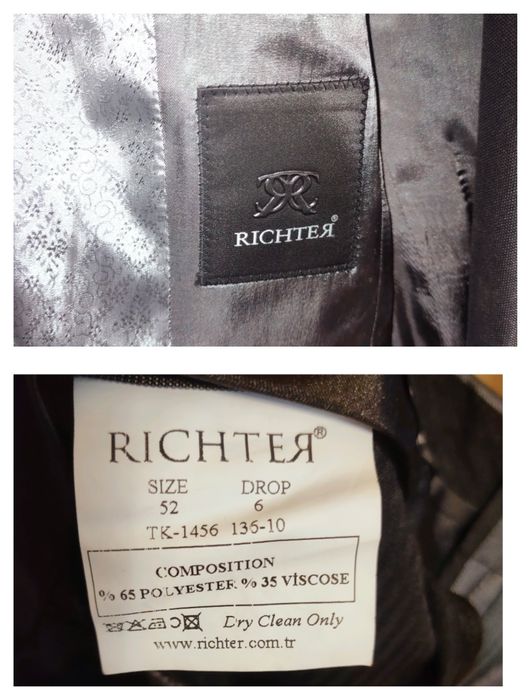 RICHTEЯ®
RICHTEЯ®
SIZE DROP
52 6
TK-1456 136-10
COMPOSITION
% 65 POLYESTER % 35 VİSCOSE
Dry Clean Only
www.richter.com.tr